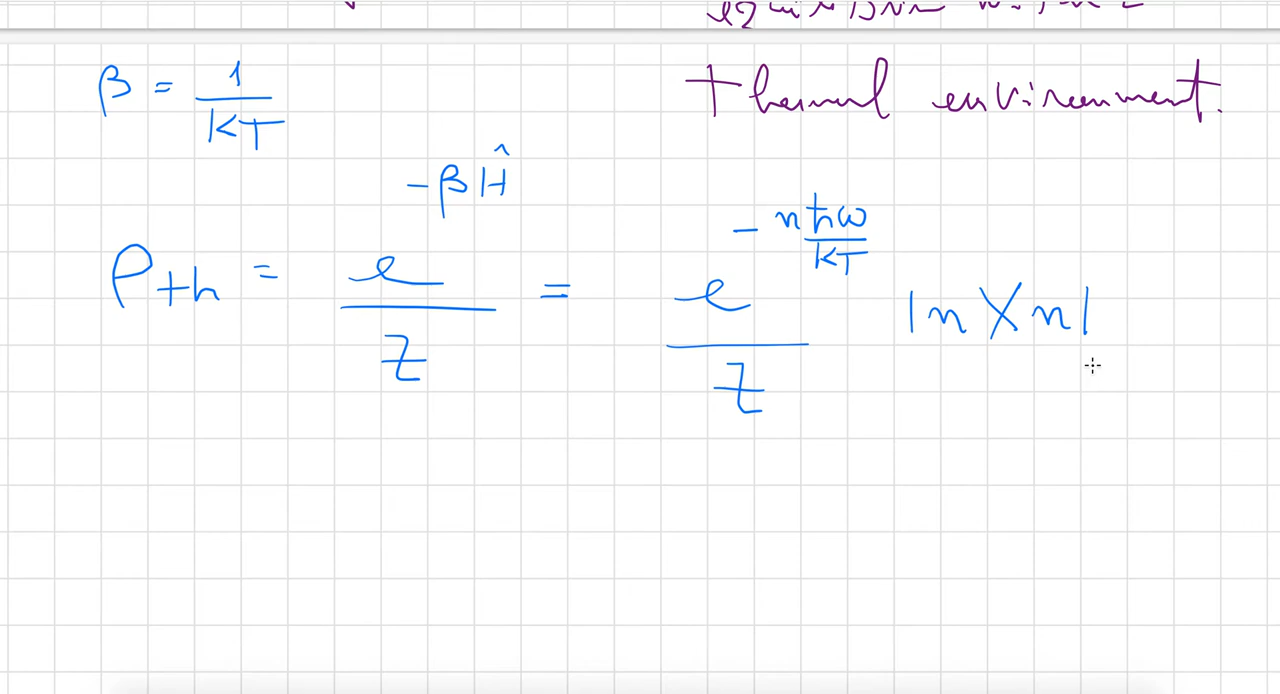 β = 1/KT
thermal environment.
ρ_th = e^{-βĤ}/Z = e^{-nħω/KT}/Z |n⟩⟨n|